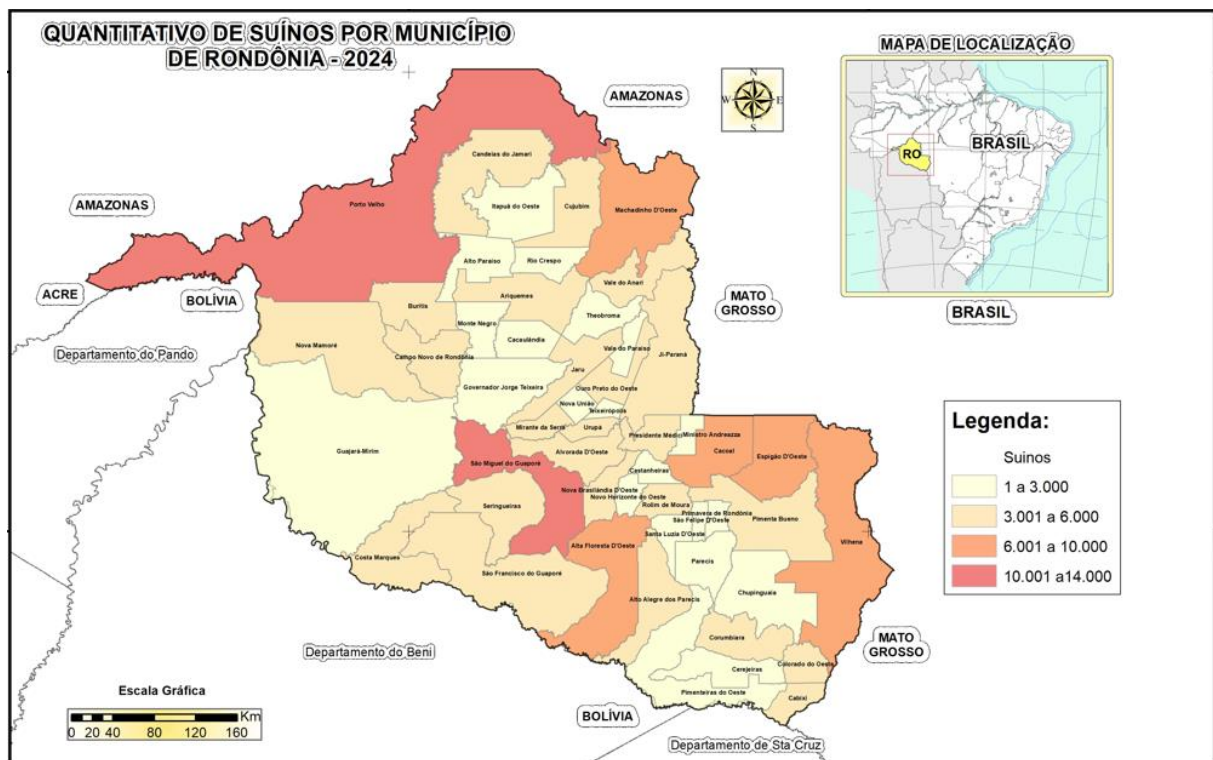 QUANTITATIVO DE SUÍNOS POR MUNICÍPIO
DE RONDÔNIA - 2024
MAPA DE LOCALIZAÇÃO
BRASIL
RO
BRASIL
N
W
E
S
AMAZONAS
AMAZONAS
ACRE
BOLÍVIA
MATO
GROSSO
Departamento do Pando
Candeias do Jamari
Porto Velho
Itapuã do Oeste
Cujubim
Machadinho D'Oeste
Alto Paraíso
Rio Crespo
Vale do Anari
Buritis
Ariquemes
Monte Negro
Theobroma
Nova Mamoré
Cacaulândia
Vale do Paraíso
Ji-Paraná
Campo Novo de Rondônia
Jaru
Governador Jorge Teixeira
Ouro Preto do Oeste
Nova União
Teixeirópolis
Mirante da Serra
Urupá
Presidente Médici
Ministro Andreazza
Guajará-Mirim
São Miguel do Guaporé
Alvorada D'Oeste
Cacoal
Espigão D'Oeste
Castanheiras
Nova Brasilândia D'Oeste
Novo Horizonte do Oeste
Rolim de Moura
Seringueiras
Primavera de Rondônia
São Felipe D'Oeste
Pimenta Bueno
Santa Luzia D'Oeste
Alta Floresta D'Oeste
Vilhena
Costa Marques
São Francisco do Guaporé
Parecis
Chupinguaia
Alto Alegre dos Parecis
Corumbiara
Colorado do Oeste
Cerejeiras
Pimenteiras do Oeste
Cabixi
Departamento do Beni
MATO
GROSSO
BOLÍVIA
Departamento de Sta Cruz
Legenda:
Suinos
1 a 3.000
3.001 a 6.000
6.001 a 10.000
10.001 a14.000
Escala Gráfica
Km
0 20 40 80 120 160